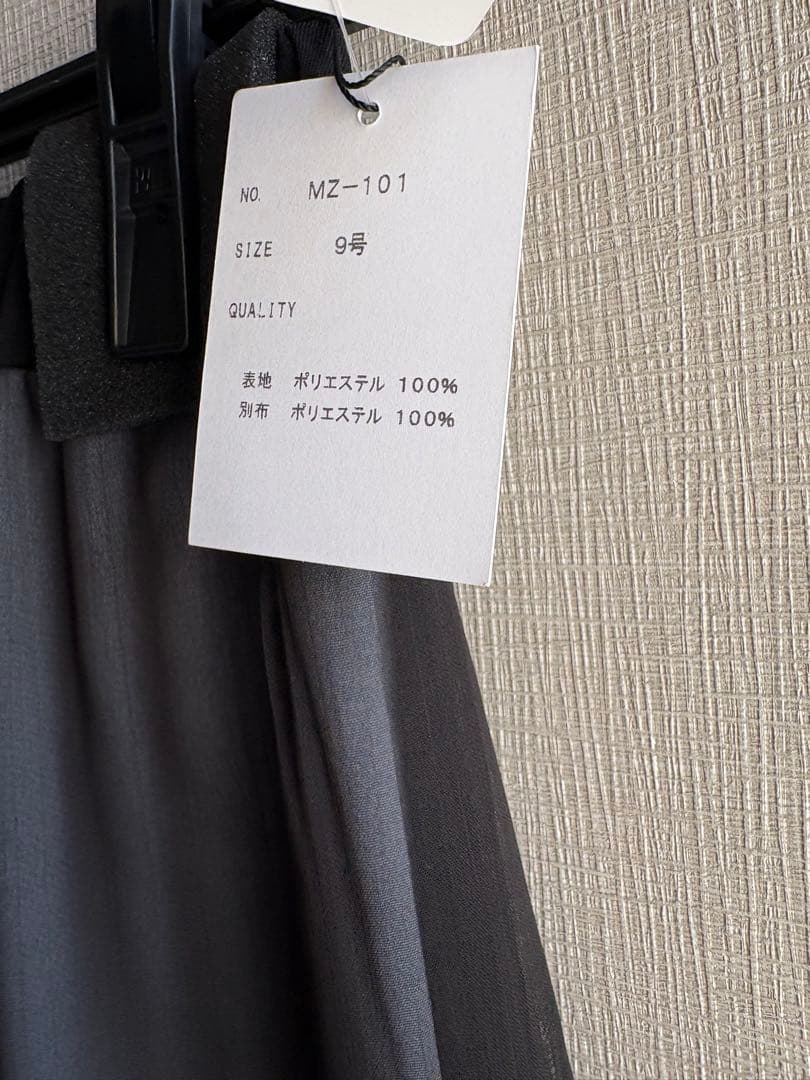 NO. MZ-101
SIZE 9号
QUALITY
表地 ポリエステル 100%
別布 ポリエステル 100%